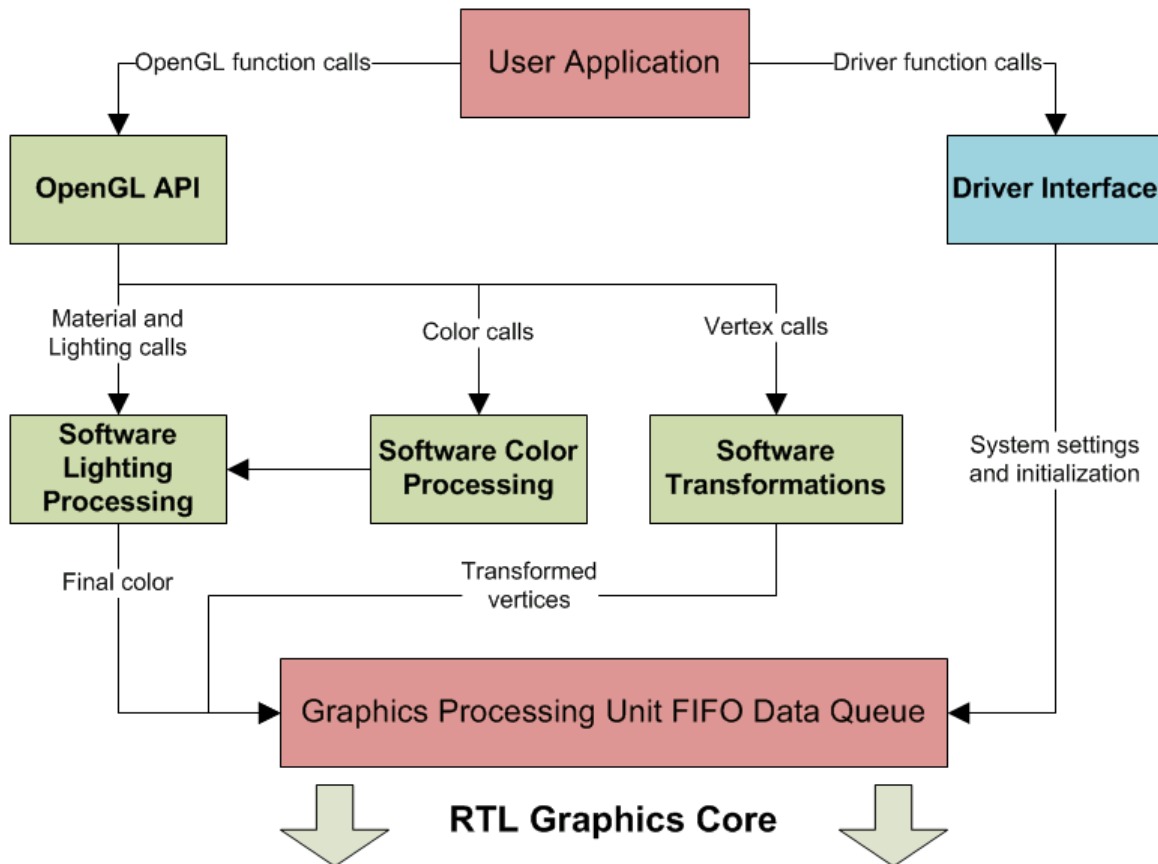 User Application
OpenGL function calls
Driver function calls
OpenGL API
Driver Interface
Material and
Lighting calls
Color calls
Vertex calls
Software
Lighting
Processing
Software Color
Processing
Software
Transformations
System settings
and initialization
Final color
Transformed
vertices
Graphics Processing Unit FIFO Data Queue
RTL Graphics Core